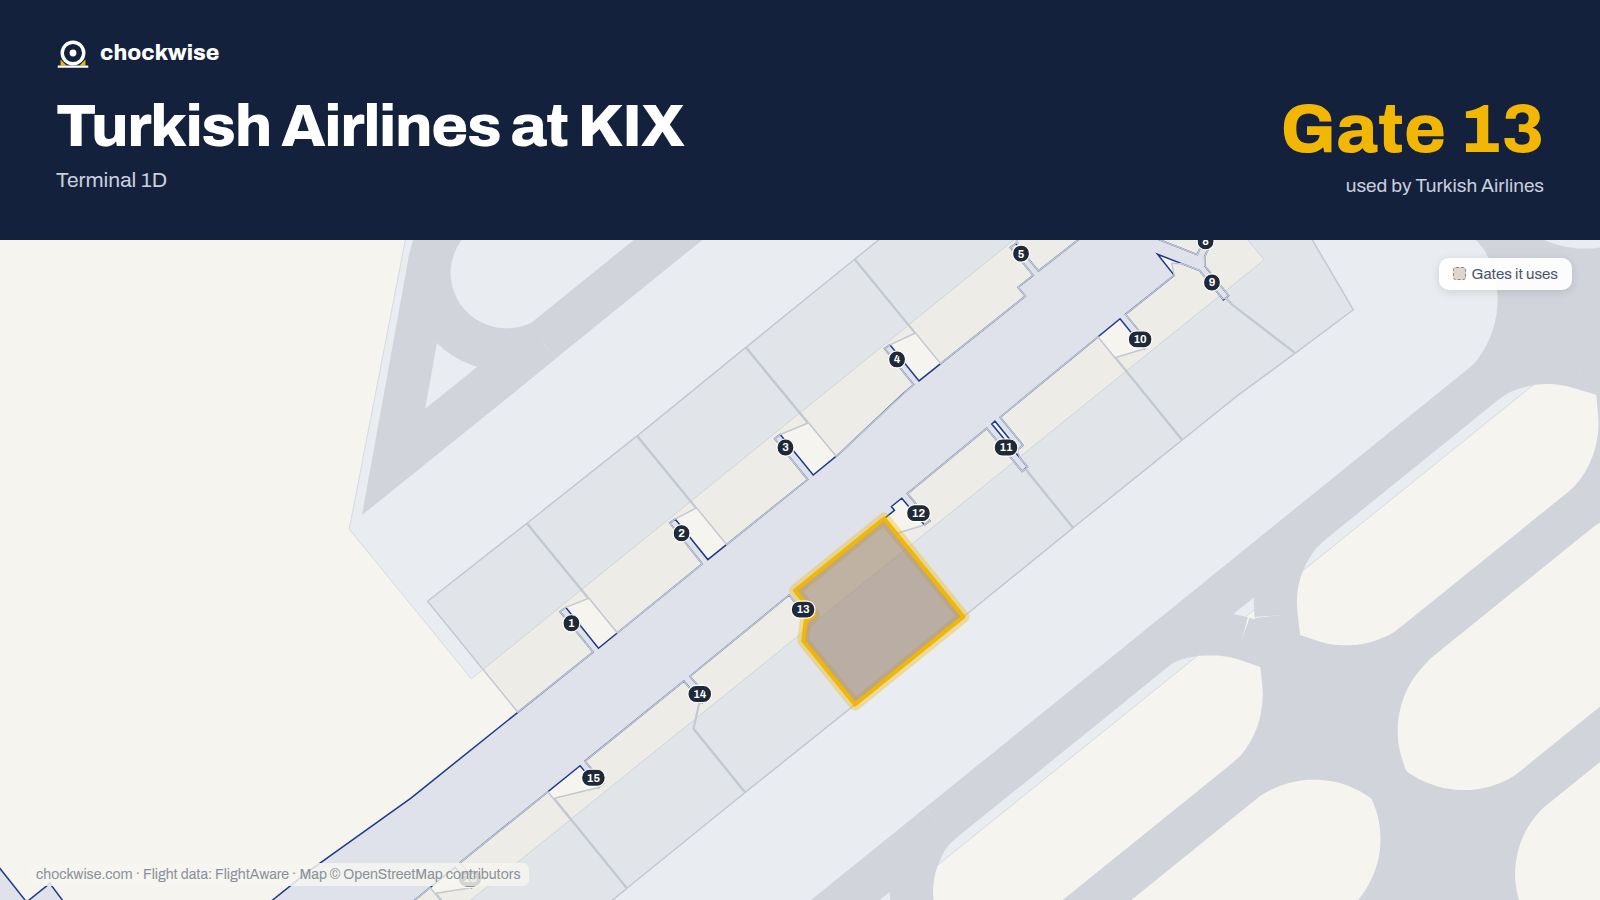 chockwise
Turkish Airlines at KIX
Terminal 1D
Gate 13
used by Turkish Airlines
Gates it uses
8
5
9
10
4
3
11
12
2
13
1
14
15
chockwise.com · Flight data: FlightAware · Map © OpenStreetMap contributors